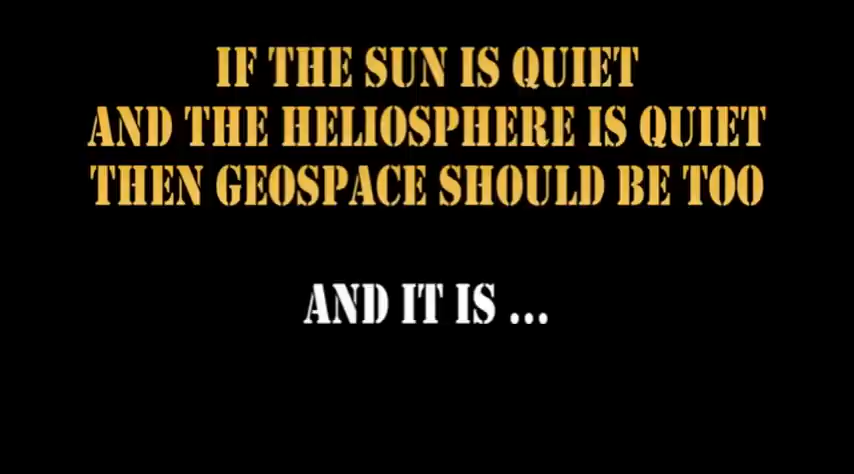 IF THE SUN IS QUIET
AND THE HELIOSPHERE IS QUIET
THEN GEOSPACE SHOULD BE TOO
AND IT IS ...